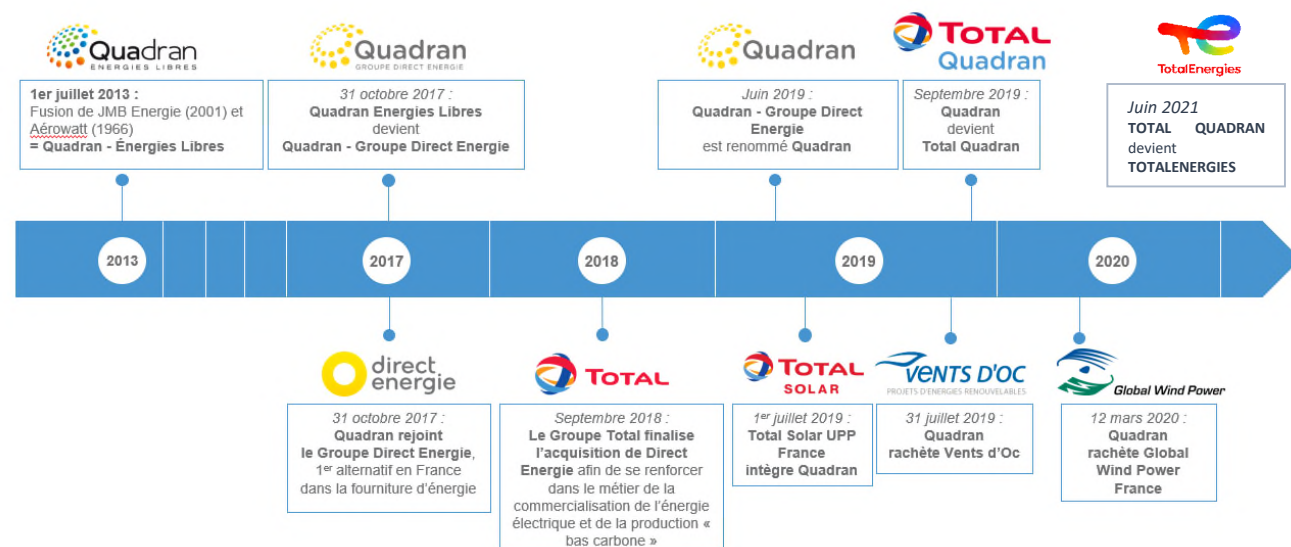 Quadran
ENERGIES LIBRES
1er juillet 2013 :
Fusion de JMB Energie (2001) et
Aérowatt (1966)
= Quadran - Énergies Libres
Quadran
GROUPE DIRECT ENERGIE
31 octobre 2017 :
Quadran Energies Libres
devient
Quadran - Groupe Direct Energie
Quadran
Juin 2019 :
Quadran - Groupe Direct
Energie
est renommé Quadran
TOTAL
Quadran
Septembre 2019 :
Quadran
devient
Total Quadran
TotalEnergies
Juin 2021
TOTAL QUADRAN
devient
TOTALENERGIES
2013
2017
2018
2019
2020
direct
energie
31 octobre 2017 :
Quadran rejoint
le Groupe Direct Energie,
1er alternatif en France
dans la fourniture d'énergie
TOTAL
Septembre 2018 :
Le Groupe Total finalise
l'acquisition de Direct
Energie afin de se renforcer
dans le métier de la
commercialisation de l'énergie
électrique et de la production «
bas carbone »
TOTAL
SOLAR
1er juillet 2019 :
Total Solar UPP
France
intègre Quadran
VENTS D'OC
PROJETS D'ENERGIES RENOUVELABLES
31 juillet 2019 :
Quadran
rachète Vents d'Oc
Global Wind Power
12 mars 2020 :
Quadran
rachète Global
Wind Power
France